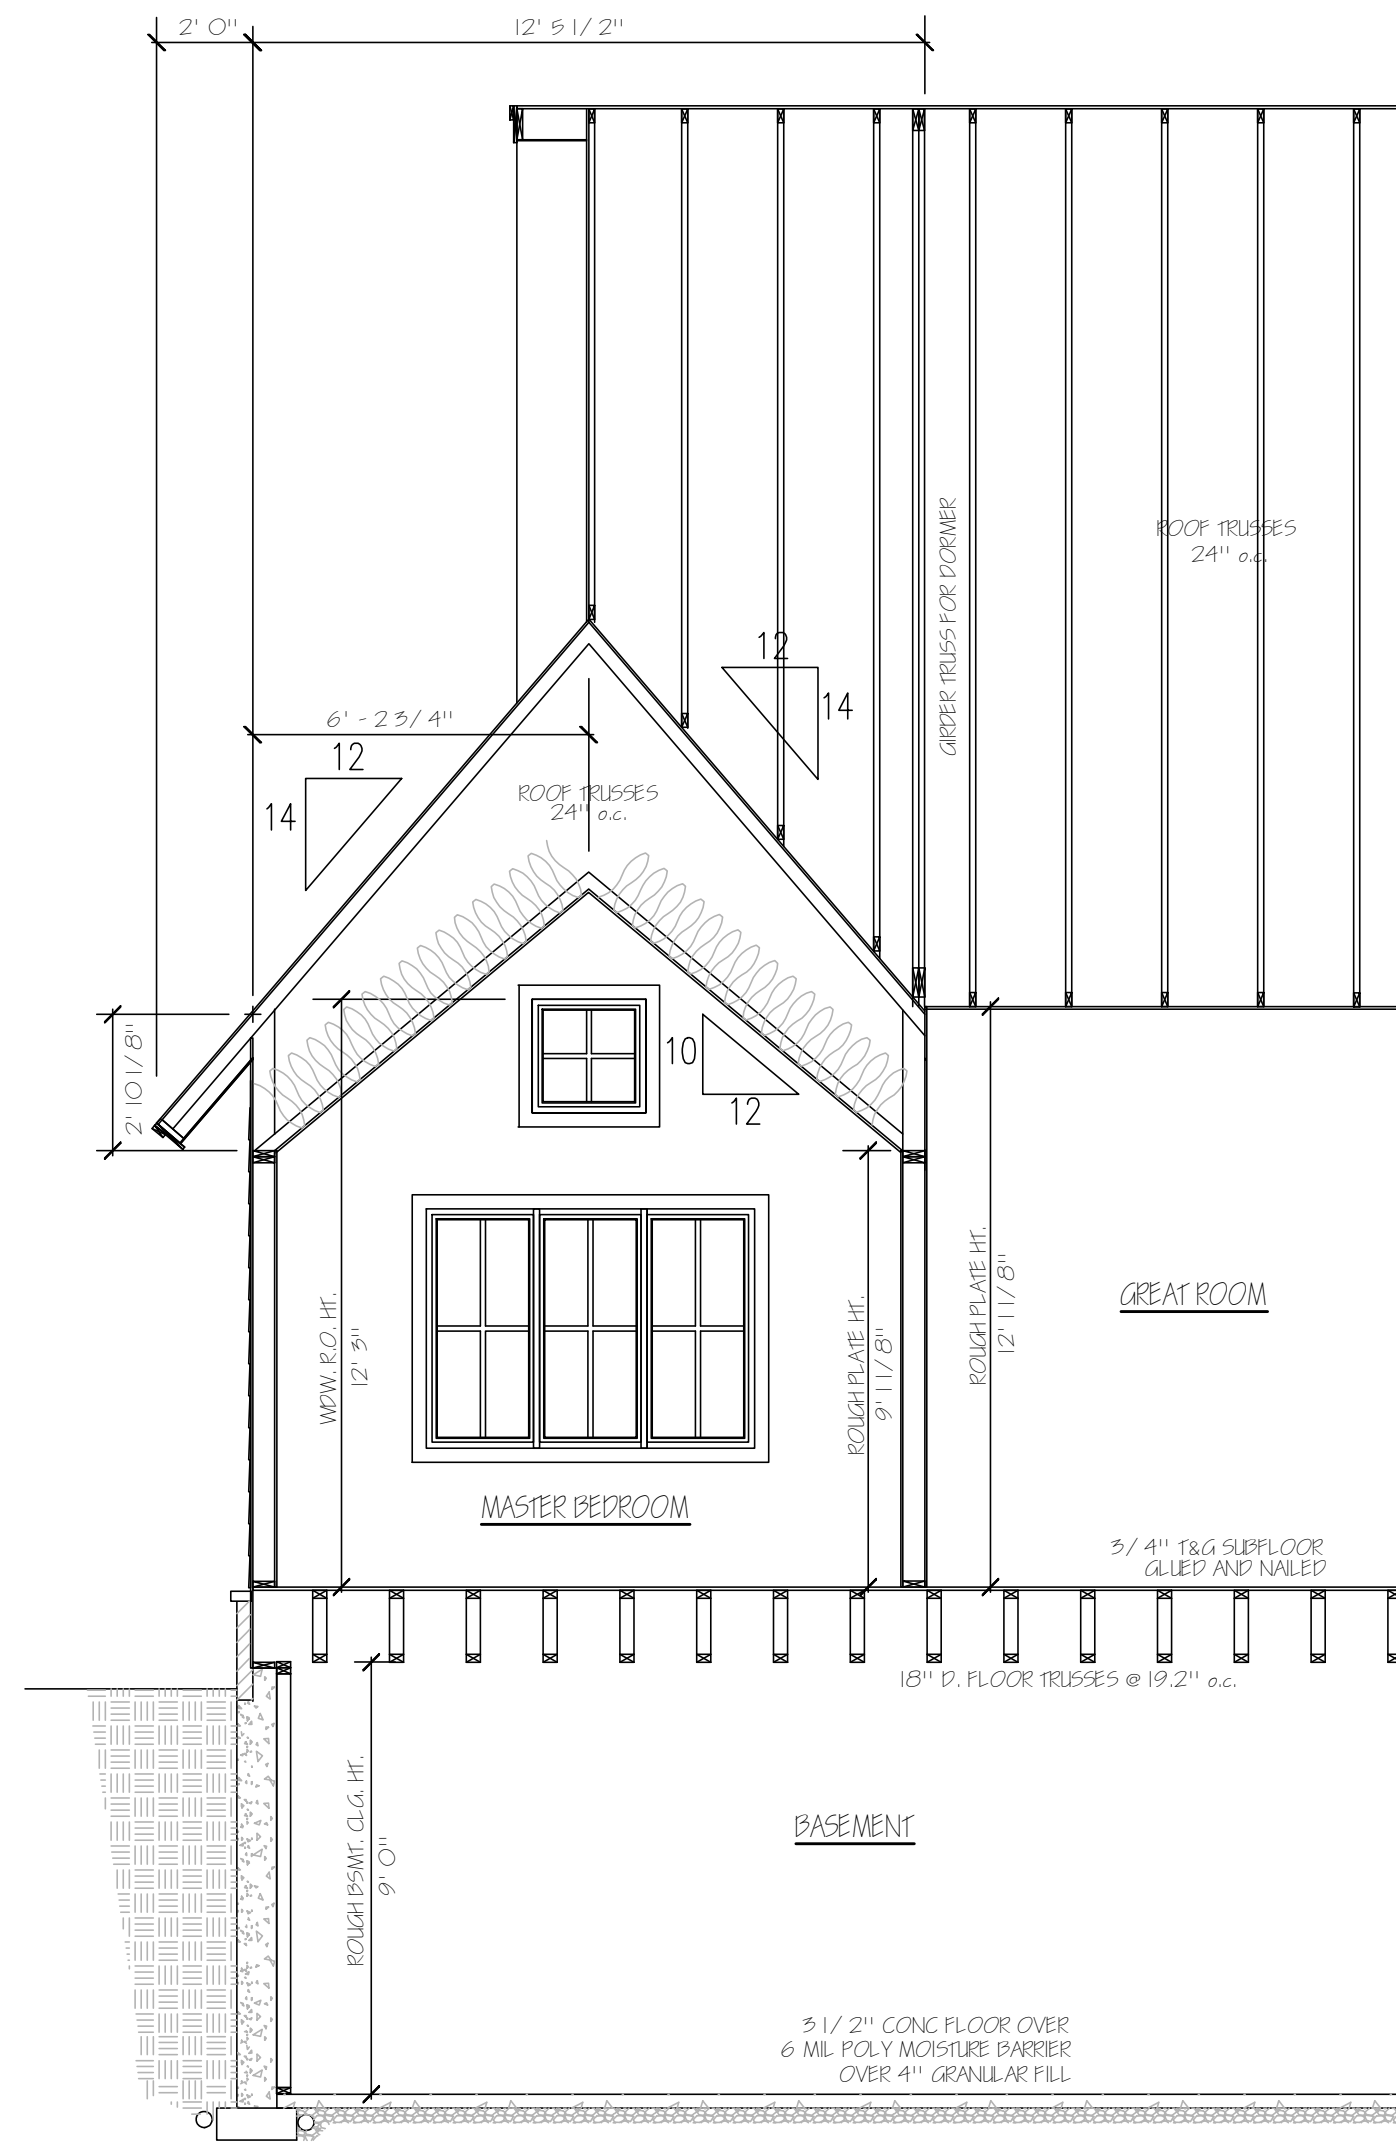 2' 0"
12' 5 1/2"
GIRDER TRUSS FOR DORMER
ROOF TRUSSES
24" o.c.
12
14
6' - 2 3/4"
12
14
ROOF TRUSSES
24" o.c.
2' 10 1/8"
10
12
WDW. R.O. HT.
12' 3"
ROUGH PLATE HT.
9' 1 1/8"
ROUGH PLATE HT.
12' 1 1/8"
GREAT ROOM
MASTER BEDROOM
3/4" T&G SUBFLOOR
GLUED AND NAILED
18" D. FLOOR TRUSSES @ 19.2" o.c.
ROUGH BSMT. CLG. HT.
9' 0"
BASEMENT
3 1/2" CONC FLOOR OVER
6 MIL POLY MOISTURE BARRIER
OVER 4" GRANULAR FILL